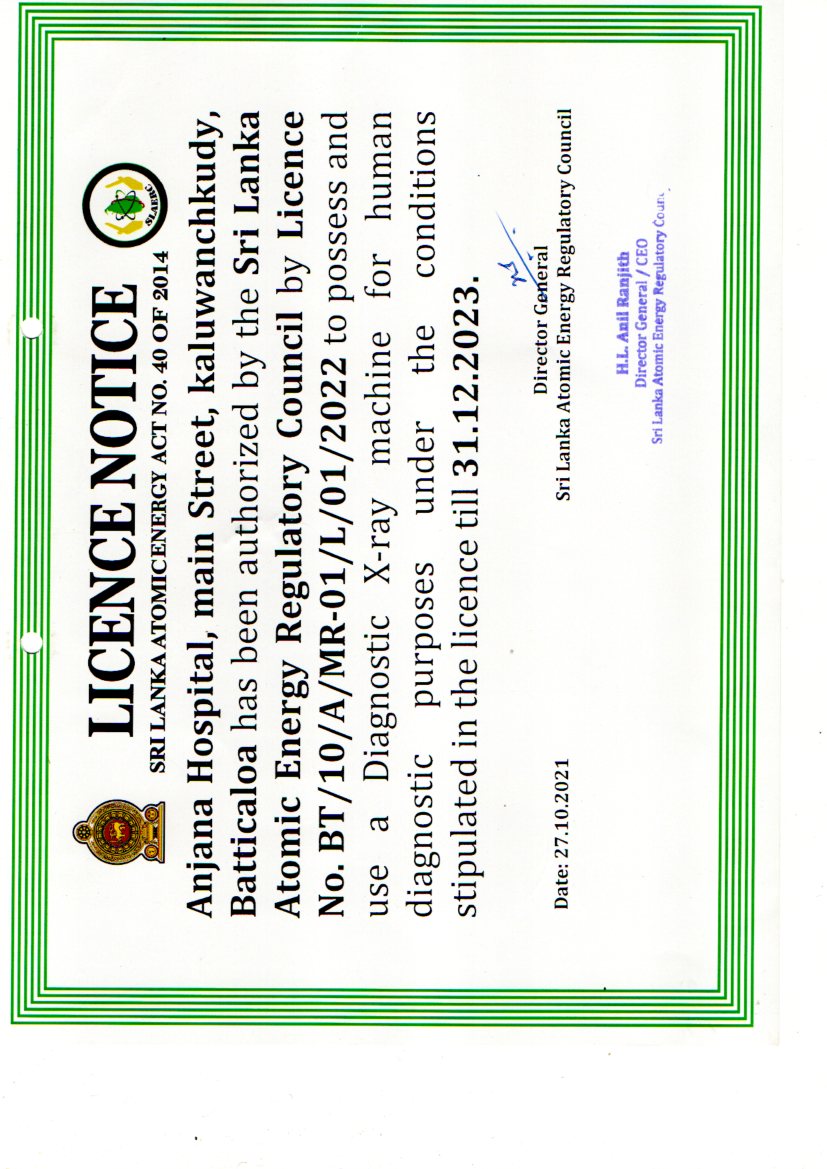 LICENCE NOTICE
SRI LANKA ATOMIC ENERGY ACT NO. 40 OF 2014
SLAERC
Anjana Hospital, main Street, kaluwanchkudy,
Batticaloa has been authorized by the Sri Lanka
Atomic Energy Regulatory Council by Licence
No. BT/10/A/MR-01/L/01/2022 to possess and
use a Diagnostic X-ray machine for human
diagnostic purposes under the conditions
stipulated in the licence till 31.12.2023.
Director General
Date: 27.10.2021 Sri Lanka Atomic Energy Regulatory Council
H.L. Anil Ranjith
Director General / CEO
Sri Lanka Atomic Energy Regulatory Counc